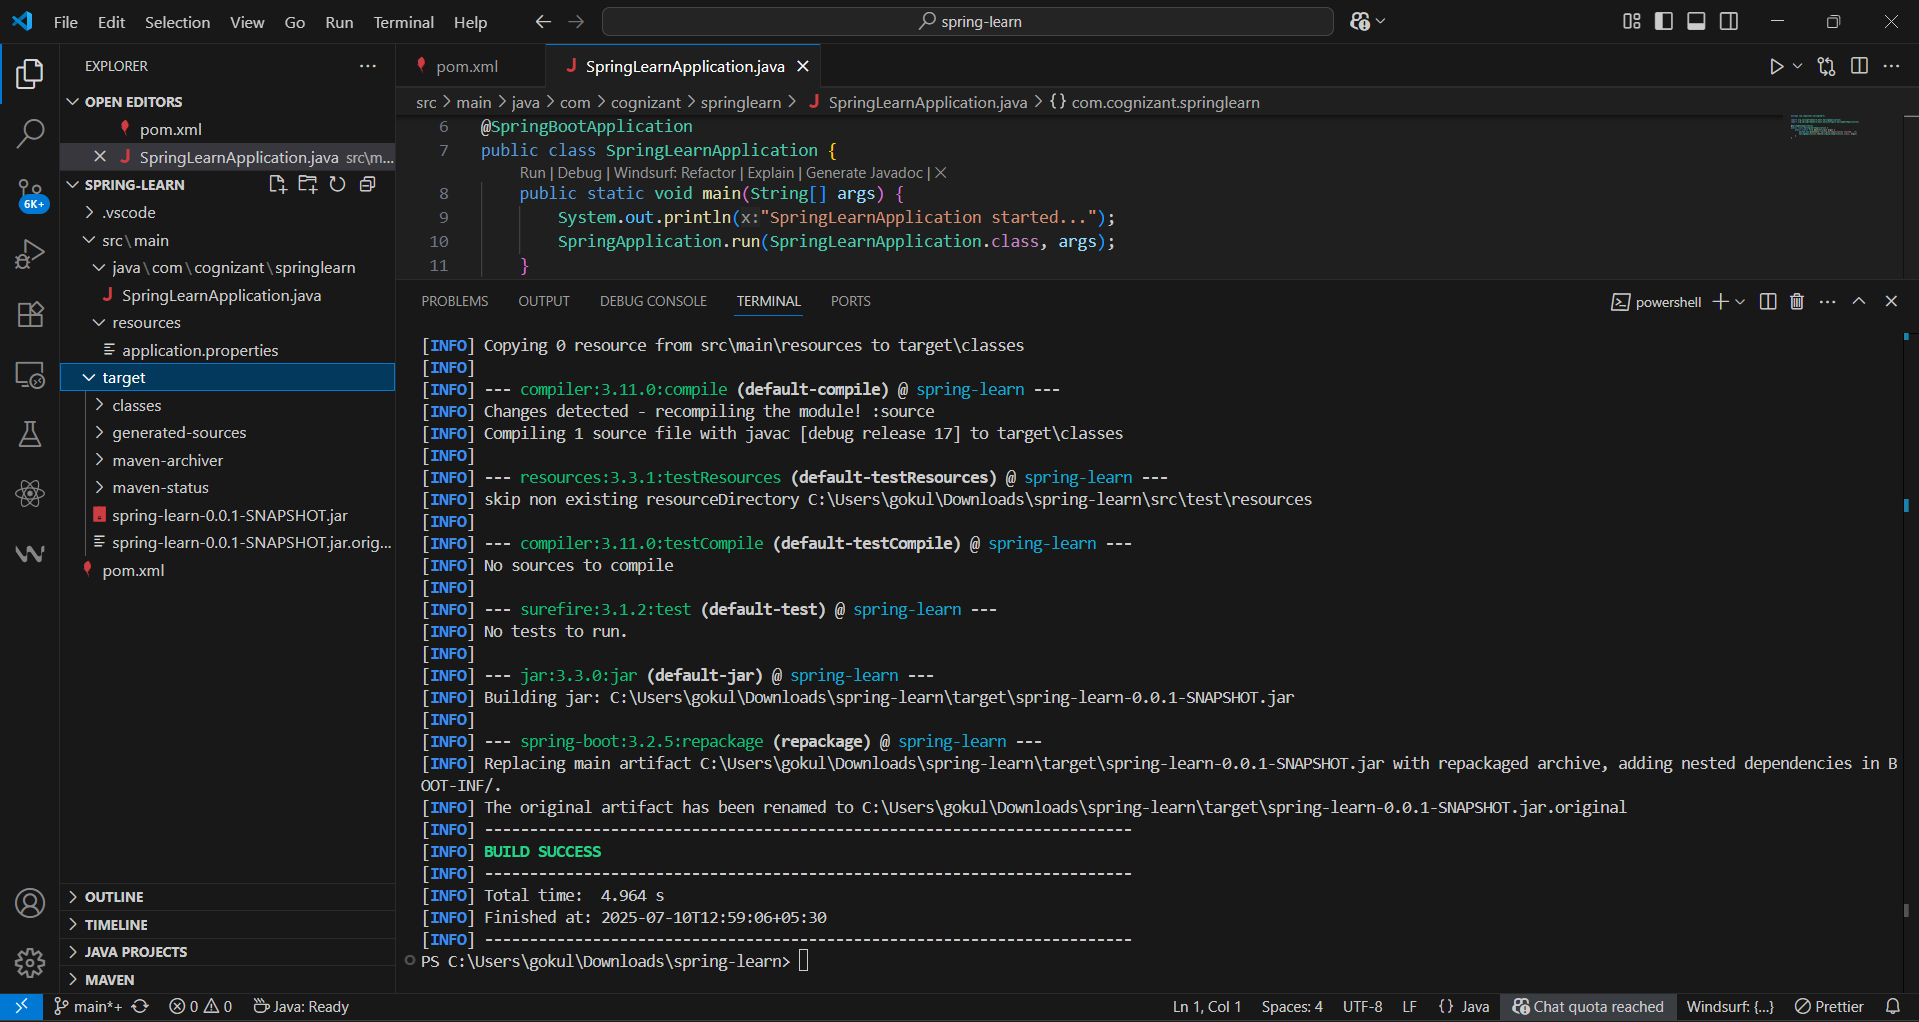 File Edit Selection View Go Run Terminal Help
spring-learn
EXPLORER
OPEN EDITORS
pom.xml
SpringLearnApplication.java src\m...
SPRING-LEARN
.vscode
src\main
java\com\cognizant\springlearn
SpringLearnApplication.java
resources
application.properties
target
classes
generated-sources
maven-archiver
maven-status
spring-learn-0.0.1-SNAPSHOT.jar
spring-learn-0.0.1-SNAPSHOT.jar.orig...
pom.xml
OUTLINE
TIMELINE
JAVA PROJECTS
MAVEN
6K+
pom.xml SpringLearnApplication.java
src > main > java > com > cognizant > springlearn > SpringLearnApplication.java > {} com.cognizant.springlearn
6 @SpringBootApplication
7 public class SpringLearnApplication {
Run | Debug | Windsurf: Refactor | Explain | Generate Javadoc | X
8 public static void main(String[] args) {
9 System.out.println(x:"SpringLearnApplication started...");
10 SpringApplication.run(SpringLearnApplication.class, args);
11 }
PROBLEMS OUTPUT DEBUG CONSOLE TERMINAL PORTS
powershell
[INFO] Copying 0 resource from src\main\resources to target\classes
[INFO]
[INFO] --- compiler:3.11.0:compile (default-compile) @ spring-learn ---
[INFO] Changes detected - recompiling the module! :source
[INFO] Compiling 1 source file with javac [debug release 17] to target\classes
[INFO]
[INFO] --- resources:3.3.1:testResources (default-testResources) @ spring-learn ---
[INFO] skip non existing resourceDirectory C:\Users\gokul\Downloads\spring-learn\src\test\resources
[INFO]
[INFO] --- compiler:3.11.0:testCompile (default-testCompile) @ spring-learn ---
[INFO] No sources to compile
[INFO]
[INFO] --- surefire:3.1.2:test (default-test) @ spring-learn ---
[INFO] No tests to run.
[INFO]
[INFO] --- jar:3.3.0:jar (default-jar) @ spring-learn ---
[INFO] Building jar: C:\Users\gokul\Downloads\spring-learn\target\spring-learn-0.0.1-SNAPSHOT.jar
[INFO]
[INFO] --- spring-boot:3.2.5:repackage (repackage) @ spring-learn ---
[INFO] Replacing main artifact C:\Users\gokul\Downloads\spring-learn\target\spring-learn-0.0.1-SNAPSHOT.jar with repackaged archive, adding nested dependencies in B
OOT-INF/.
[INFO] The original artifact has been renamed to C:\Users\gokul\Downloads\spring-learn\target\spring-learn-0.0.1-SNAPSHOT.jar.original
[INFO] ------------------------------------------------------------------------
[INFO] BUILD SUCCESS
[INFO] ------------------------------------------------------------------------
[INFO] Total time:  4.964 s
[INFO] Finished at: 2025-07-10T12:59:06+05:30
[INFO] ------------------------------------------------------------------------
PS C:\Users\gokul\Downloads\spring-learn>
main*+ 0 0 Java: Ready Ln 1, Col 1 Spaces: 4 UTF-8 LF {} Java Chat quota reached Windsurf: {...} Prettier